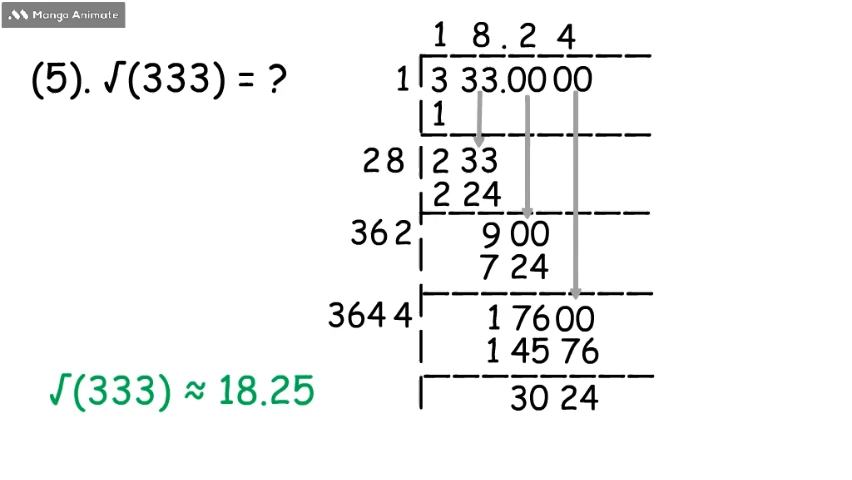 Mango Animate
(5). √(333) = ?
1 8 . 2 4
1 3 33.00 00
1
28 2 33
2 24
362 9 00
7 24
3644 1 76 00
1 45 76
30 24
√(333) ≈ 18.25